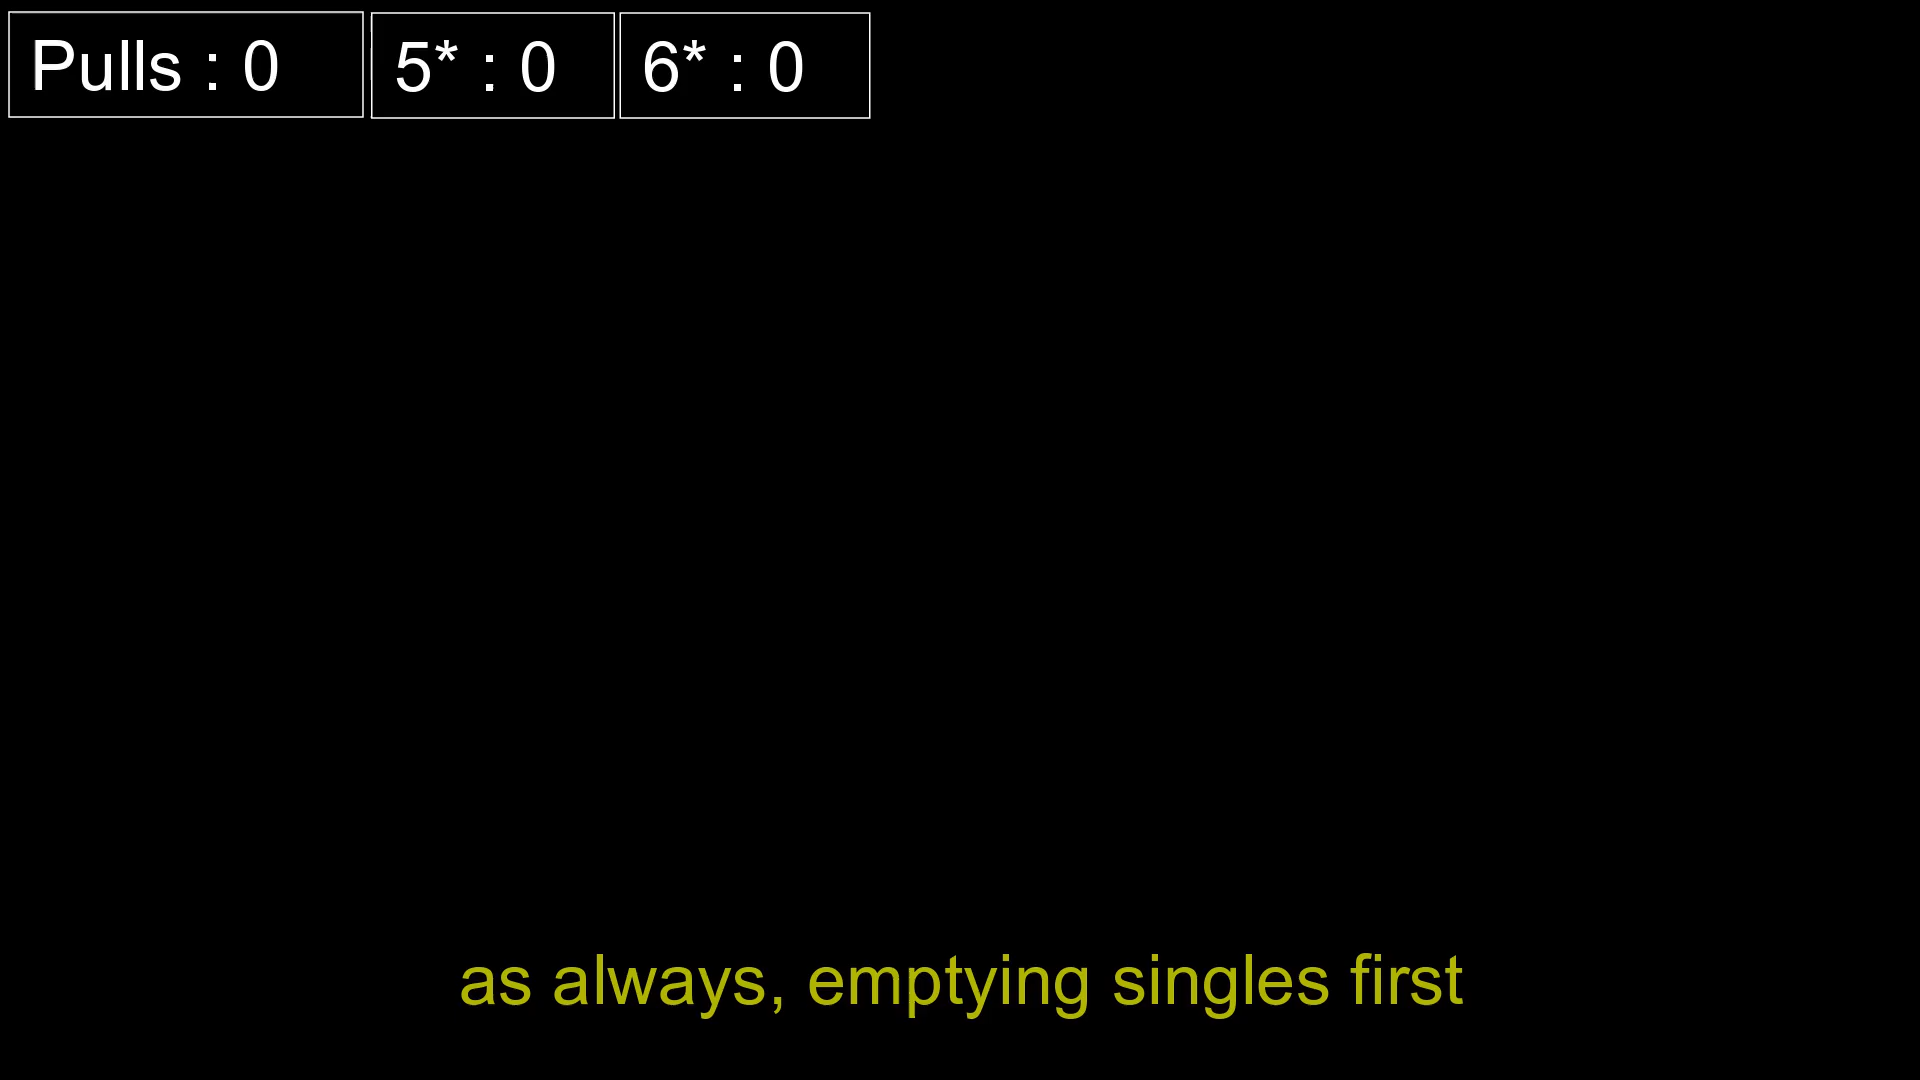 Pulls : 0 5* : 0 6* : 0
as always, emptying singles first